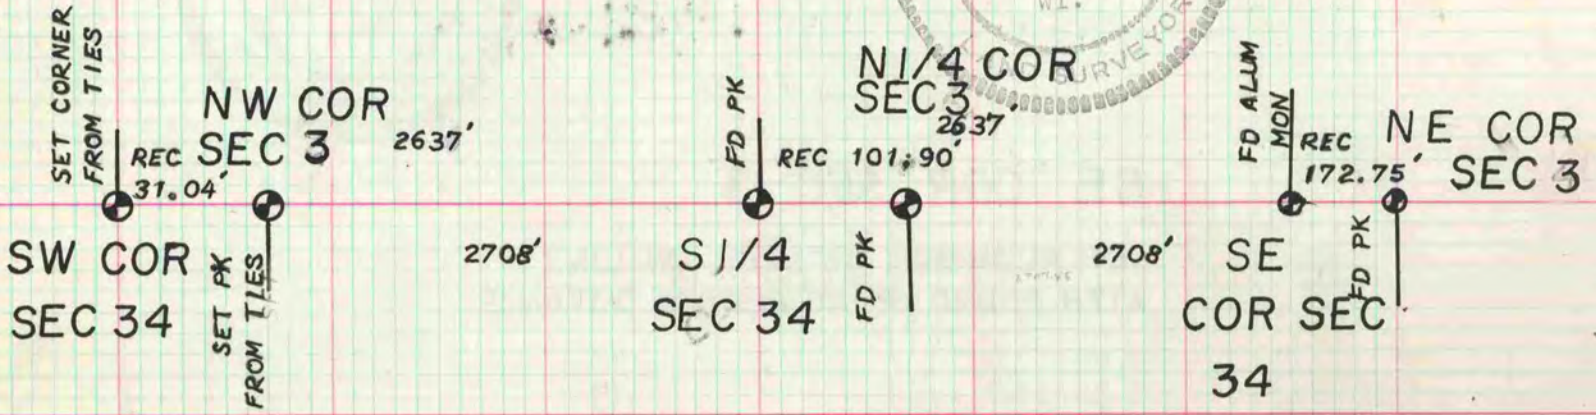 SET CORNER
FROM TIES
REC
31.04'
NW COR
SEC 3
2637'
FD PK
REC 101.90'
N1/4 COR
SEC 3
2637'
WI.
SURVEYOR
FD ALUM
MON
REC
172.75'
NE COR
SEC 3
SW COR
SEC 34
SET PK
FROM TIES
2708'
S1/4
SEC 34
FD PK
2708'
SE
COR SEC
34
FD PK